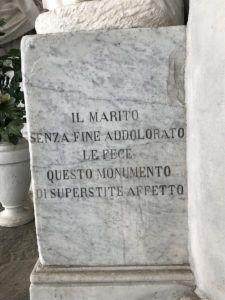 IL MARITO
SENZA FINE ADDOLORATO
LE FECE
QUESTO MONUMENTO
DI SUPERSTITE AFFETTO